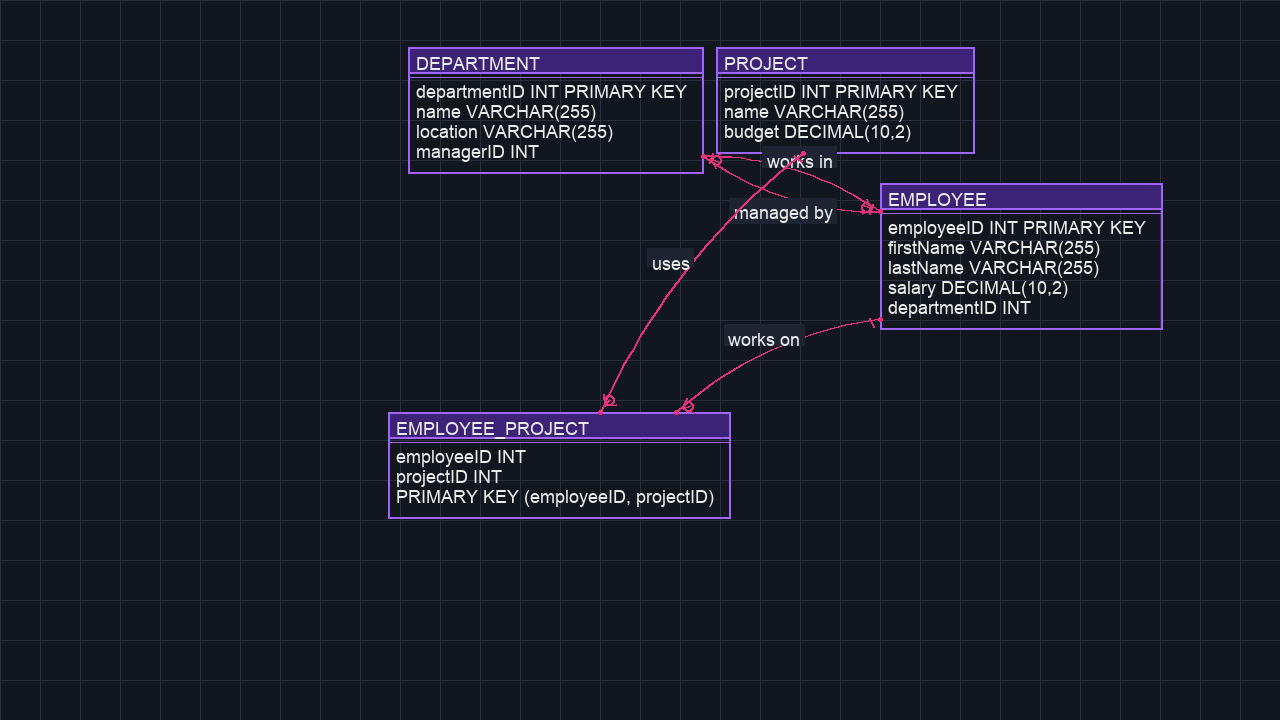 DEPARTMENT
departmentID INT PRIMARY KEY
name VARCHAR(255)
location VARCHAR(255)
managerID INT
PROJECT
projectID INT PRIMARY KEY
name VARCHAR(255)
budget DECIMAL(10,2)
works in
managed by
EMPLOYEE
employeeID INT PRIMARY KEY
firstName VARCHAR(255)
lastName VARCHAR(255)
salary DECIMAL(10,2)
departmentID INT
uses
works on
EMPLOYEE_PROJECT
employeeID INT
projectID INT
PRIMARY KEY (employeeID, projectID)